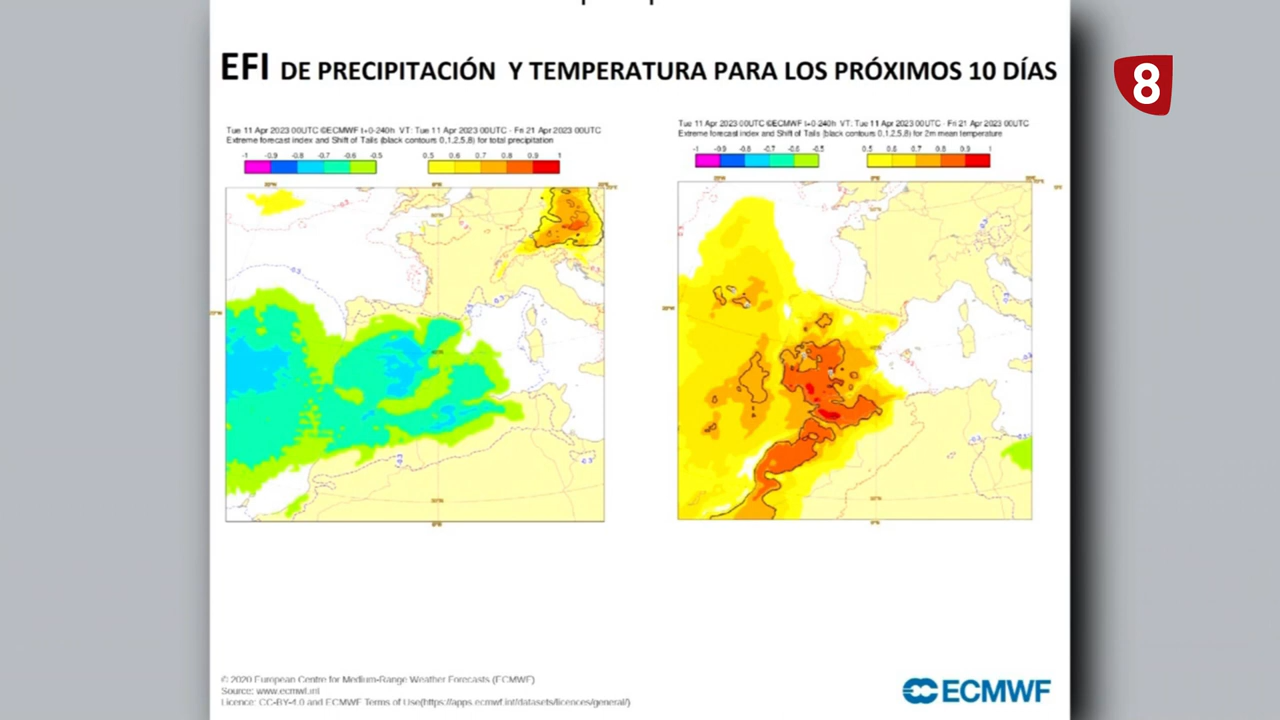 EFI DE PRECIPITACIÓN Y TEMPERATURA PARA LOS PRÓXIMOS 10 DÍAS
8
Tue 11 Apr 2023 00UTC ©ECMWF t+0-240h VT: Tue 11 Apr 2023 00UTC - Fri 21 Apr 2023 00UTC
Extreme forecast index and Shift of Tails (black contours 0,1,2,5,8) for total precipitation
-1 -0.9 -0.8 -0.7 -0.6 -0.5 0.5 0.6 0.7 0.8 0.9 1
Tue 11 Apr 2023 00UTC ©ECMWF t+0-240h VT: Tue 11 Apr 2023 00UTC - Fri 21 Apr 2023 00UTC
Extreme forecast index and Shift of Tails (black contours 0,1,2,5,8) for 2m mean temperature
-1 -0.9 -0.8 -0.7 -0.6 -0.5 0.5 0.6 0.7 0.8 0.9 1
© 2020 European Centre for Medium-Range Weather Forecasts (ECMWF)
Source: www.ecmwf.int
Licence: CC-BY-4.0 and ECMWF Terms of Use(https://apps.ecmwf.int/datasets/licences/general/)
ECMWF